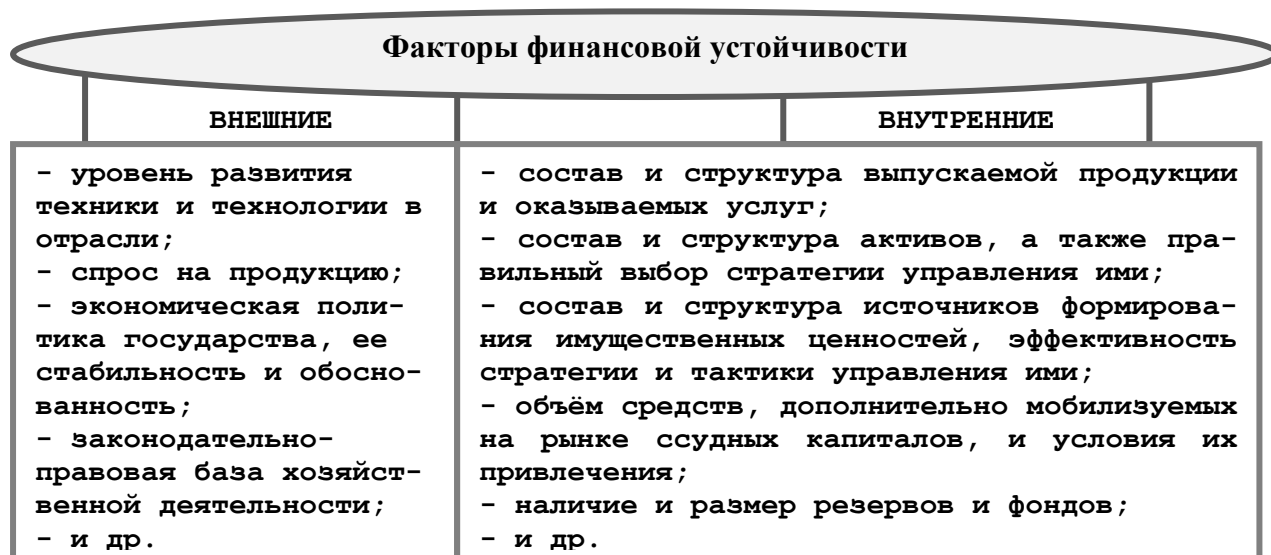 Факторы финансовой устойчивости
ВНЕШНИЕ
- уровень развития
техники и технологии в
отрасли;
- спрос на продукцию;
- экономическая поли-
тика государства, ее
стабильность и обосно-
ванность;
- законодательно-
правовая база хозяйст-
венной деятельности;
- и др.
ВНУТРЕННИЕ
- состав и структура выпускаемой продукции
и оказываемых услуг;
- состав и структура активов, а также пра-
вильный выбор стратегии управления ими;
- состав и структура источников формирова-
ния имущественных ценностей, эффективность
стратегии и тактики управления ими;
- объём средств, дополнительно мобилизуемых
на рынке ссудных капиталов, и условия их
привлечения;
- наличие и размер резервов и фондов;
- и др.